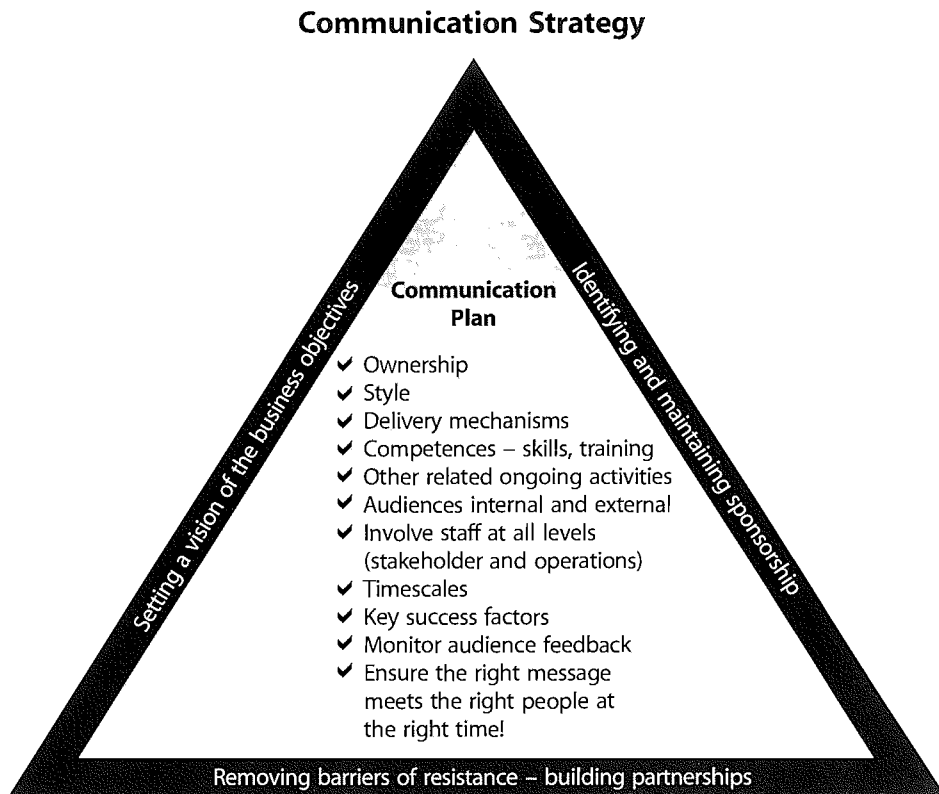 Communication Strategy
Setting a vision of the business objectives
Identifying and maintaining sponsorship
Communication
Plan
✔ Ownership
✔ Style
✔ Delivery mechanisms
✔ Competences – skills, training
✔ Other related ongoing activities
✔ Audiences internal and external
✔ Involve staff at all levels
(stakeholder and operations)
✔ Timescales
✔ Key success factors
✔ Monitor audience feedback
✔ Ensure the right message
meets the right people at
the right time!
Removing barriers of resistance – building partnerships